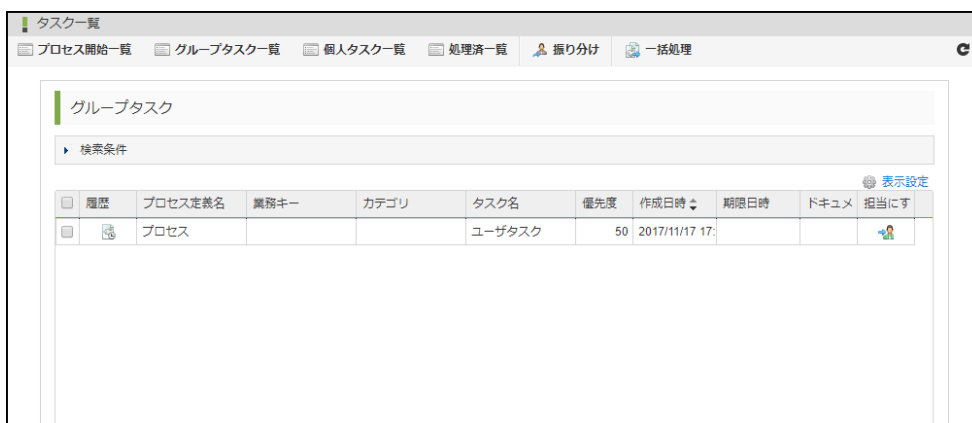 タスク一覧
プロセス開始一覧 グループタスク一覧 個人タスク一覧 処理済一覧 振り分け 一括処理
グループタスク
検索条件
表示設定
履歴 プロセス定義名 業務キー カテゴリ タスク名 優先度 作成日時 期限日時 ドキュメ 担当にす
プロセス ユーザタスク 50 2017/11/17 17: